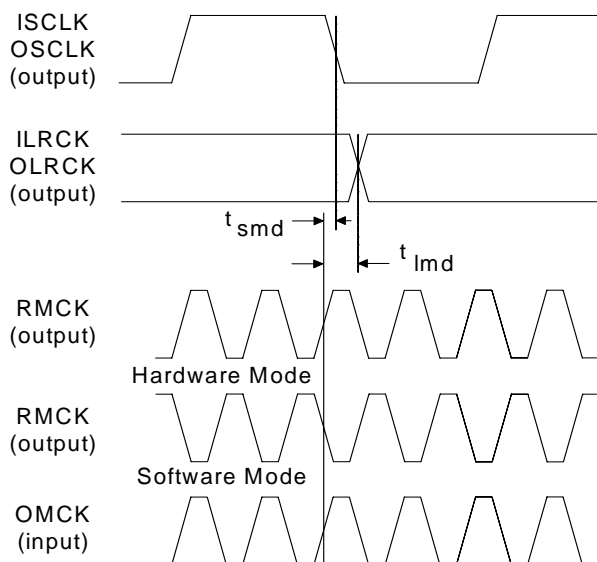 ISCLK
OSCLK
(output)
ILRCK
OLRCK
(output)
t smd
t lmd
RMCK
(output)
Hardware Mode
RMCK
(output)
Software Mode
OMCK
(input)